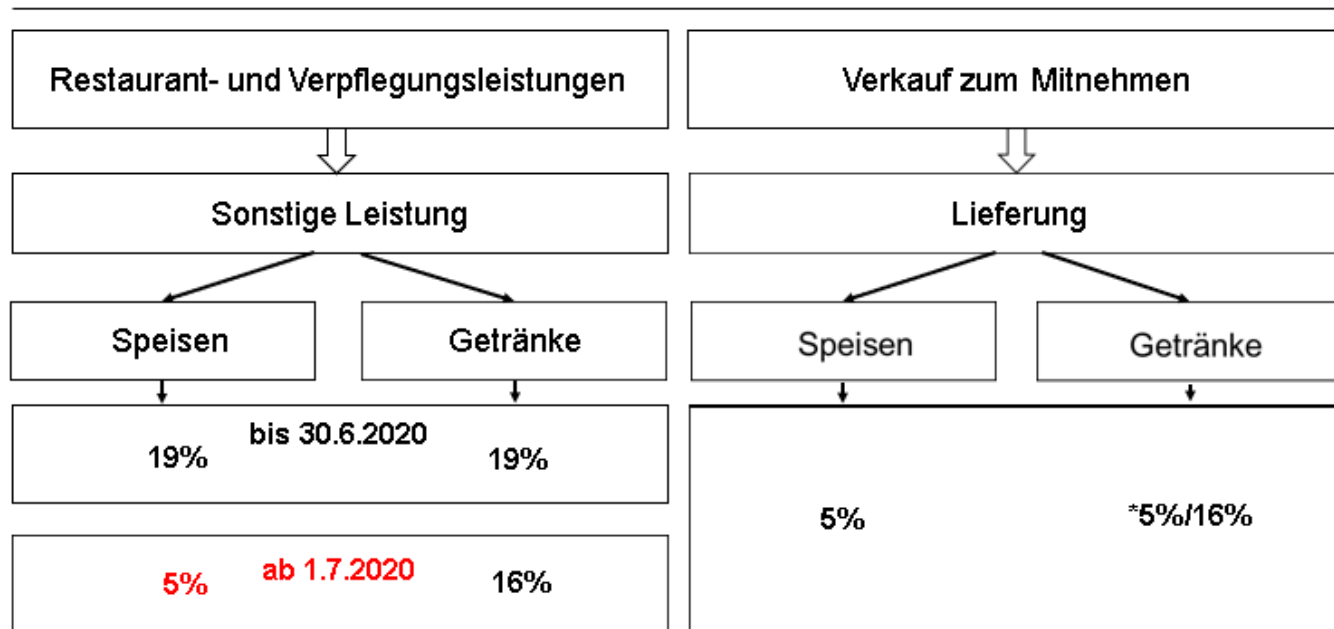 Restaurant- und Verpflegungsleistungen
Verkauf zum Mitnehmen
Sonstige Leistung
Lieferung
Speisen
Getränke
Speisen
Getränke
bis 30.6.2020
19%
19%
5%
*5%/16%
ab 1.7.2020
5%
16%